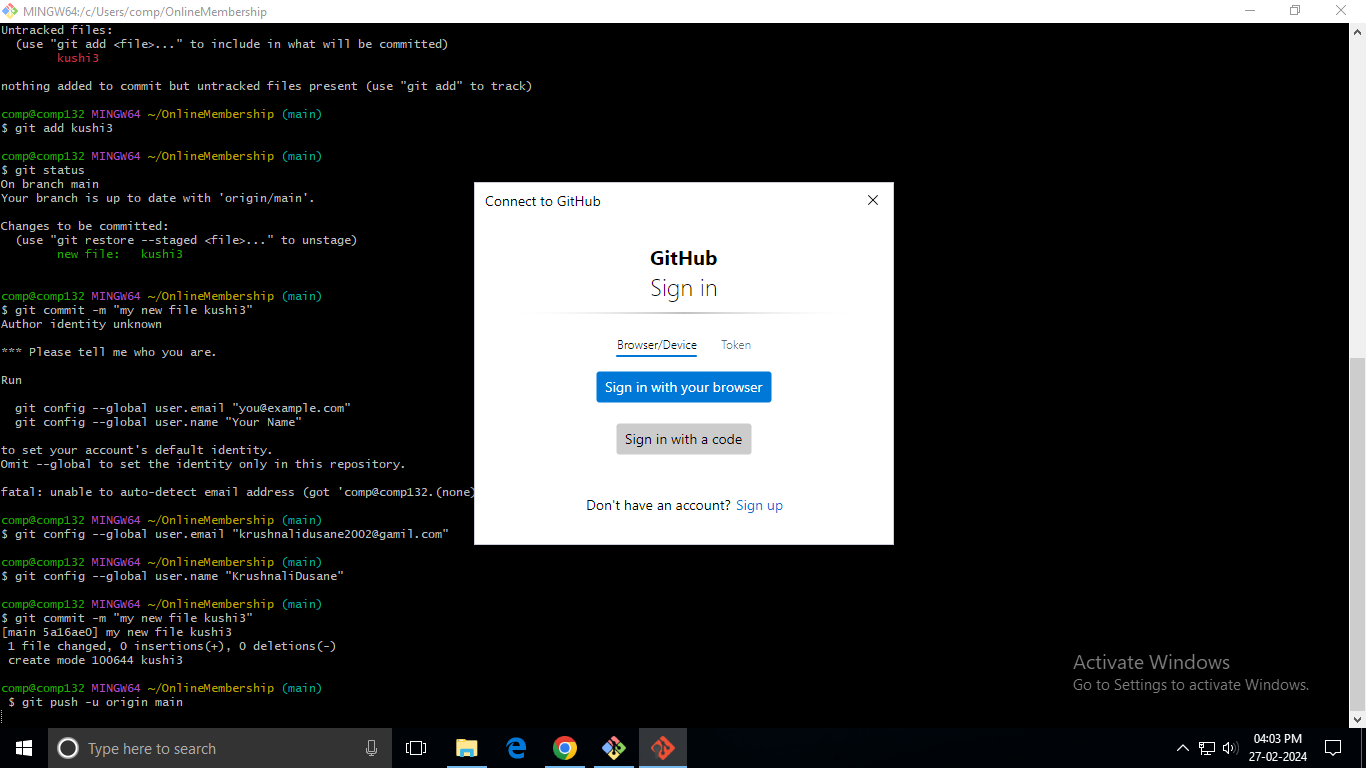 MINGW64:/c/Users/comp/OnlineMembership
Untracked files:
(use "git add <file>..." to include in what will be committed)
kushi3
nothing added to commit but untracked files present (use "git add" to track)
comp@comp132 MINGW64 ~/OnlineMembership (main)
$ git add kushi3
comp@comp132 MINGW64 ~/OnlineMembership (main)
$ git status
On branch main
Your branch is up to date with 'origin/main'.
Changes to be committed:
(use "git restore --staged <file>..." to unstage)
new file:   kushi3
comp@comp132 MINGW64 ~/OnlineMembership (main)
$ git commit -m "my new file kushi3"
Author identity unknown
*** Please tell me who you are.
Run
git config --global user.email "you@example.com"
git config --global user.name "Your Name"
to set your account's default identity.
Omit --global to set the identity only in this repository.
fatal: unable to auto-detect email address (got 'comp@comp132.(none)
comp@comp132 MINGW64 ~/OnlineMembership (main)
$ git config --global user.email "krushnalidusane2002@gamil.com"
comp@comp132 MINGW64 ~/OnlineMembership (main)
$ git config --global user.name "KrushnaliDusane"
comp@comp132 MINGW64 ~/OnlineMembership (main)
$ git commit -m "my new file kushi3"
[main 5a16ae0] my new file kushi3
1 file changed, 0 insertions(+), 0 deletions(-)
create mode 100644 kushi3
comp@comp132 MINGW64 ~/OnlineMembership (main)
$ git push -u origin main
Connect to GitHub
GitHub
Sign in
Browser/Device Token
Sign in with your browser
Sign in with a code
Don't have an account? Sign up
Activate Windows
Go to Settings to activate Windows.
Type here to search
04:03 PM
27-02-2024